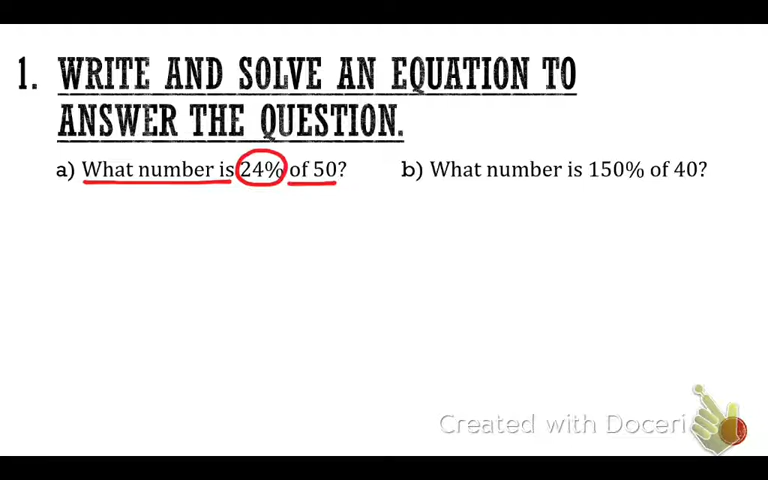 1. WRITE AND SOLVE AN EQUATION TO
ANSWER THE QUESTION.
a) What number is 24% of 50?
b) What number is 150% of 40?
Created with Doceri